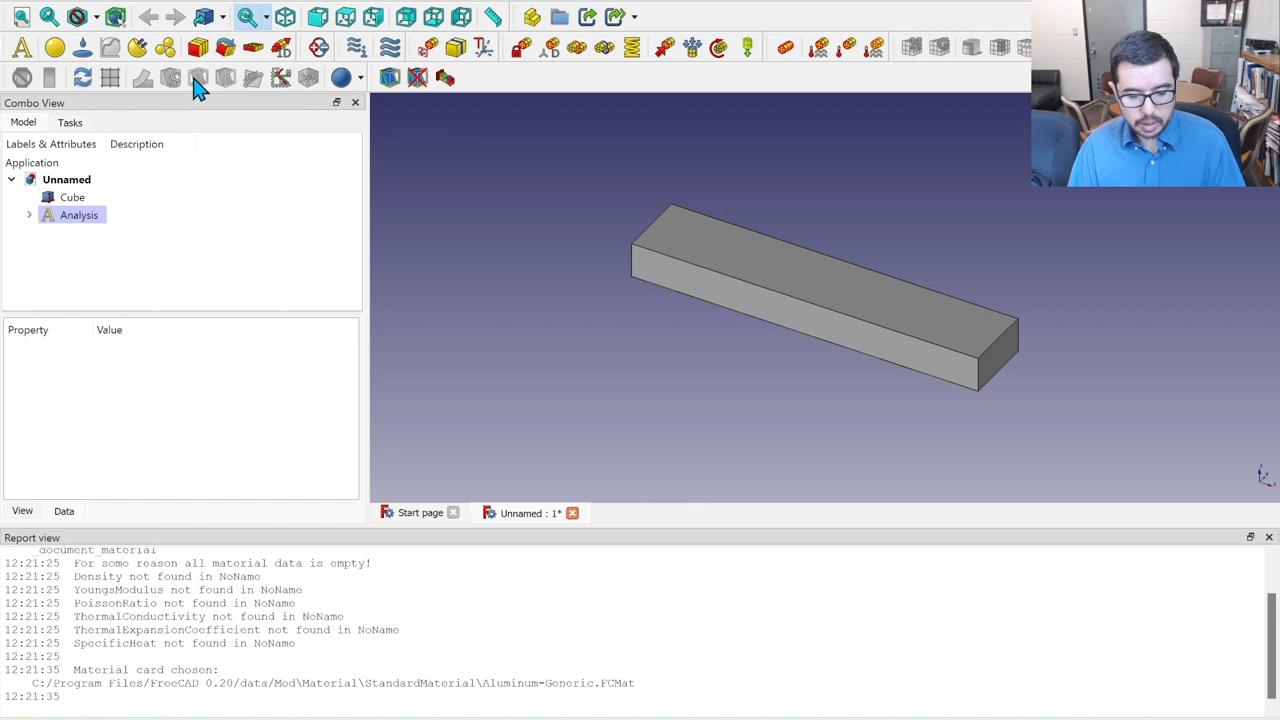 Combo View
Model Tasks
Labels & Attributes Description
Application
Unnamed
Cube
Analysis
Property Value
View Data
Start page Unnamed : 1*
Report view
_document_material
12:21:25 For some reason all material data is empty!
12:21:25 Density not found in NoName
12:21:25 YoungsModulus not found in NoName
12:21:25 PoissonRatio not found in NoName
12:21:25 ThermalConductivity not found in NoName
12:21:25 ThermalExpansionCoefficient not found in NoName
12:21:25 SpecificHeat not found in NoName
12:21:25
12:21:35 Material card chosen:
C:/Program Files/FreeCAD 0.20/data/Mod\Material\StandardMaterial\Aluminum-Generic.FCMat
12:21:35